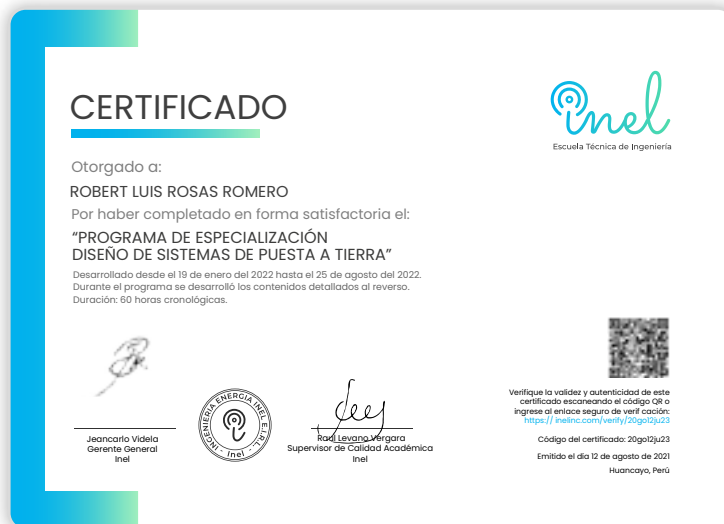 CERTIFICADO
inel
Escuela Técnica de Ingeniería
Otorgado a:
ROBERT LUIS ROSAS ROMERO
Por haber completado en forma satisfactoria el:
“PROGRAMA DE ESPECIALIZACIÓN
DISEÑO DE SISTEMAS DE PUESTA A TIERRA”
Desarrollado desde el 19 de enero del 2022 hasta el 25 de agosto del 2022.
Durante el programa se desarrolló los contenidos detallados al reverso.
Duración: 60 horas cronológicas.
Jeancarlo Videla
Gerente General
Inel
INGENIERIA ENERGIA INEL E.I.R.L.
- Inel -
Raúl Levano Vergara
Supervisor de Calidad Académica
Inel
Verifique la validez y autenticidad de este
certificado escaneando el código QR o
ingrese al enlace seguro de verif cación:
https:// inelinc.com/verify/20go12ju23
Código del certificado: 20go12ju23
Emitido el día 12 de agosto de 2021
Huancayo, Perú